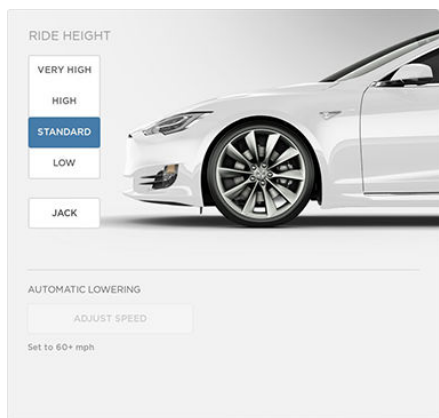 RIDE HEIGHT
VERY HIGH
HIGH
STANDARD
LOW
JACK
AUTOMATIC LOWERING
ADJUST SPEED
Set to 60+ mph